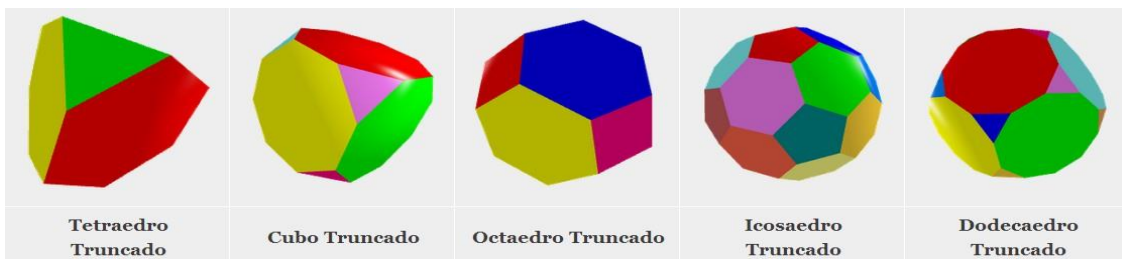 Tetraedro
Truncado
Cubo Truncado
Octaedro Truncado
Icosaedro
Truncado
Dodecaedro
Truncado